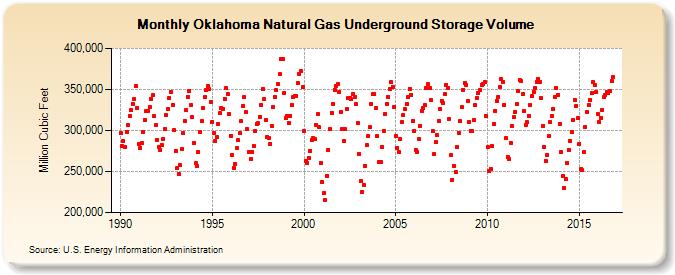 Monthly Oklahoma Natural Gas Underground Storage Volume
Million Cubic Feet
400,000
350,000
300,000
250,000
200,000
1990 1995 2000 2005 2010 2015
Source: U.S. Energy Information Administration